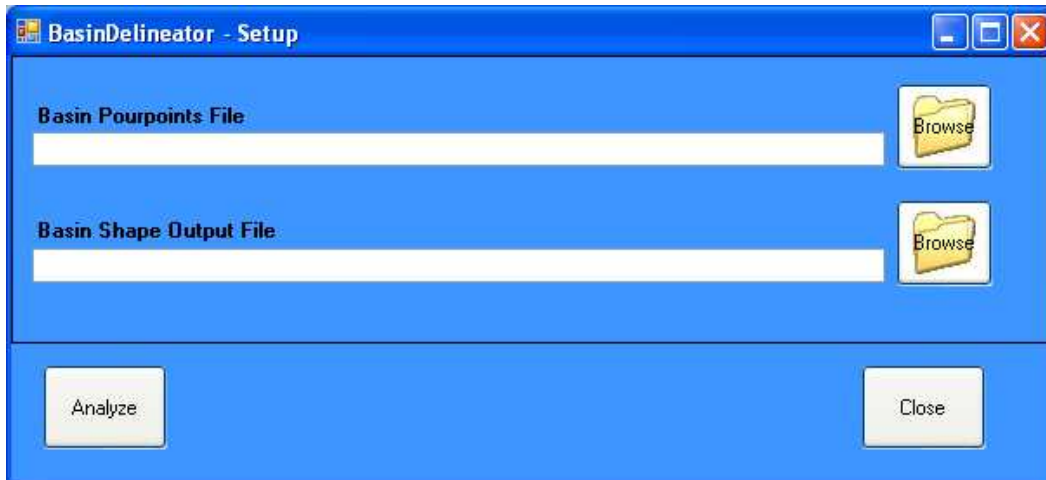 BasinDelineator - Setup
Basin Pourpoints File
Browse
Basin Shape Output File
Browse
Analyze
Close